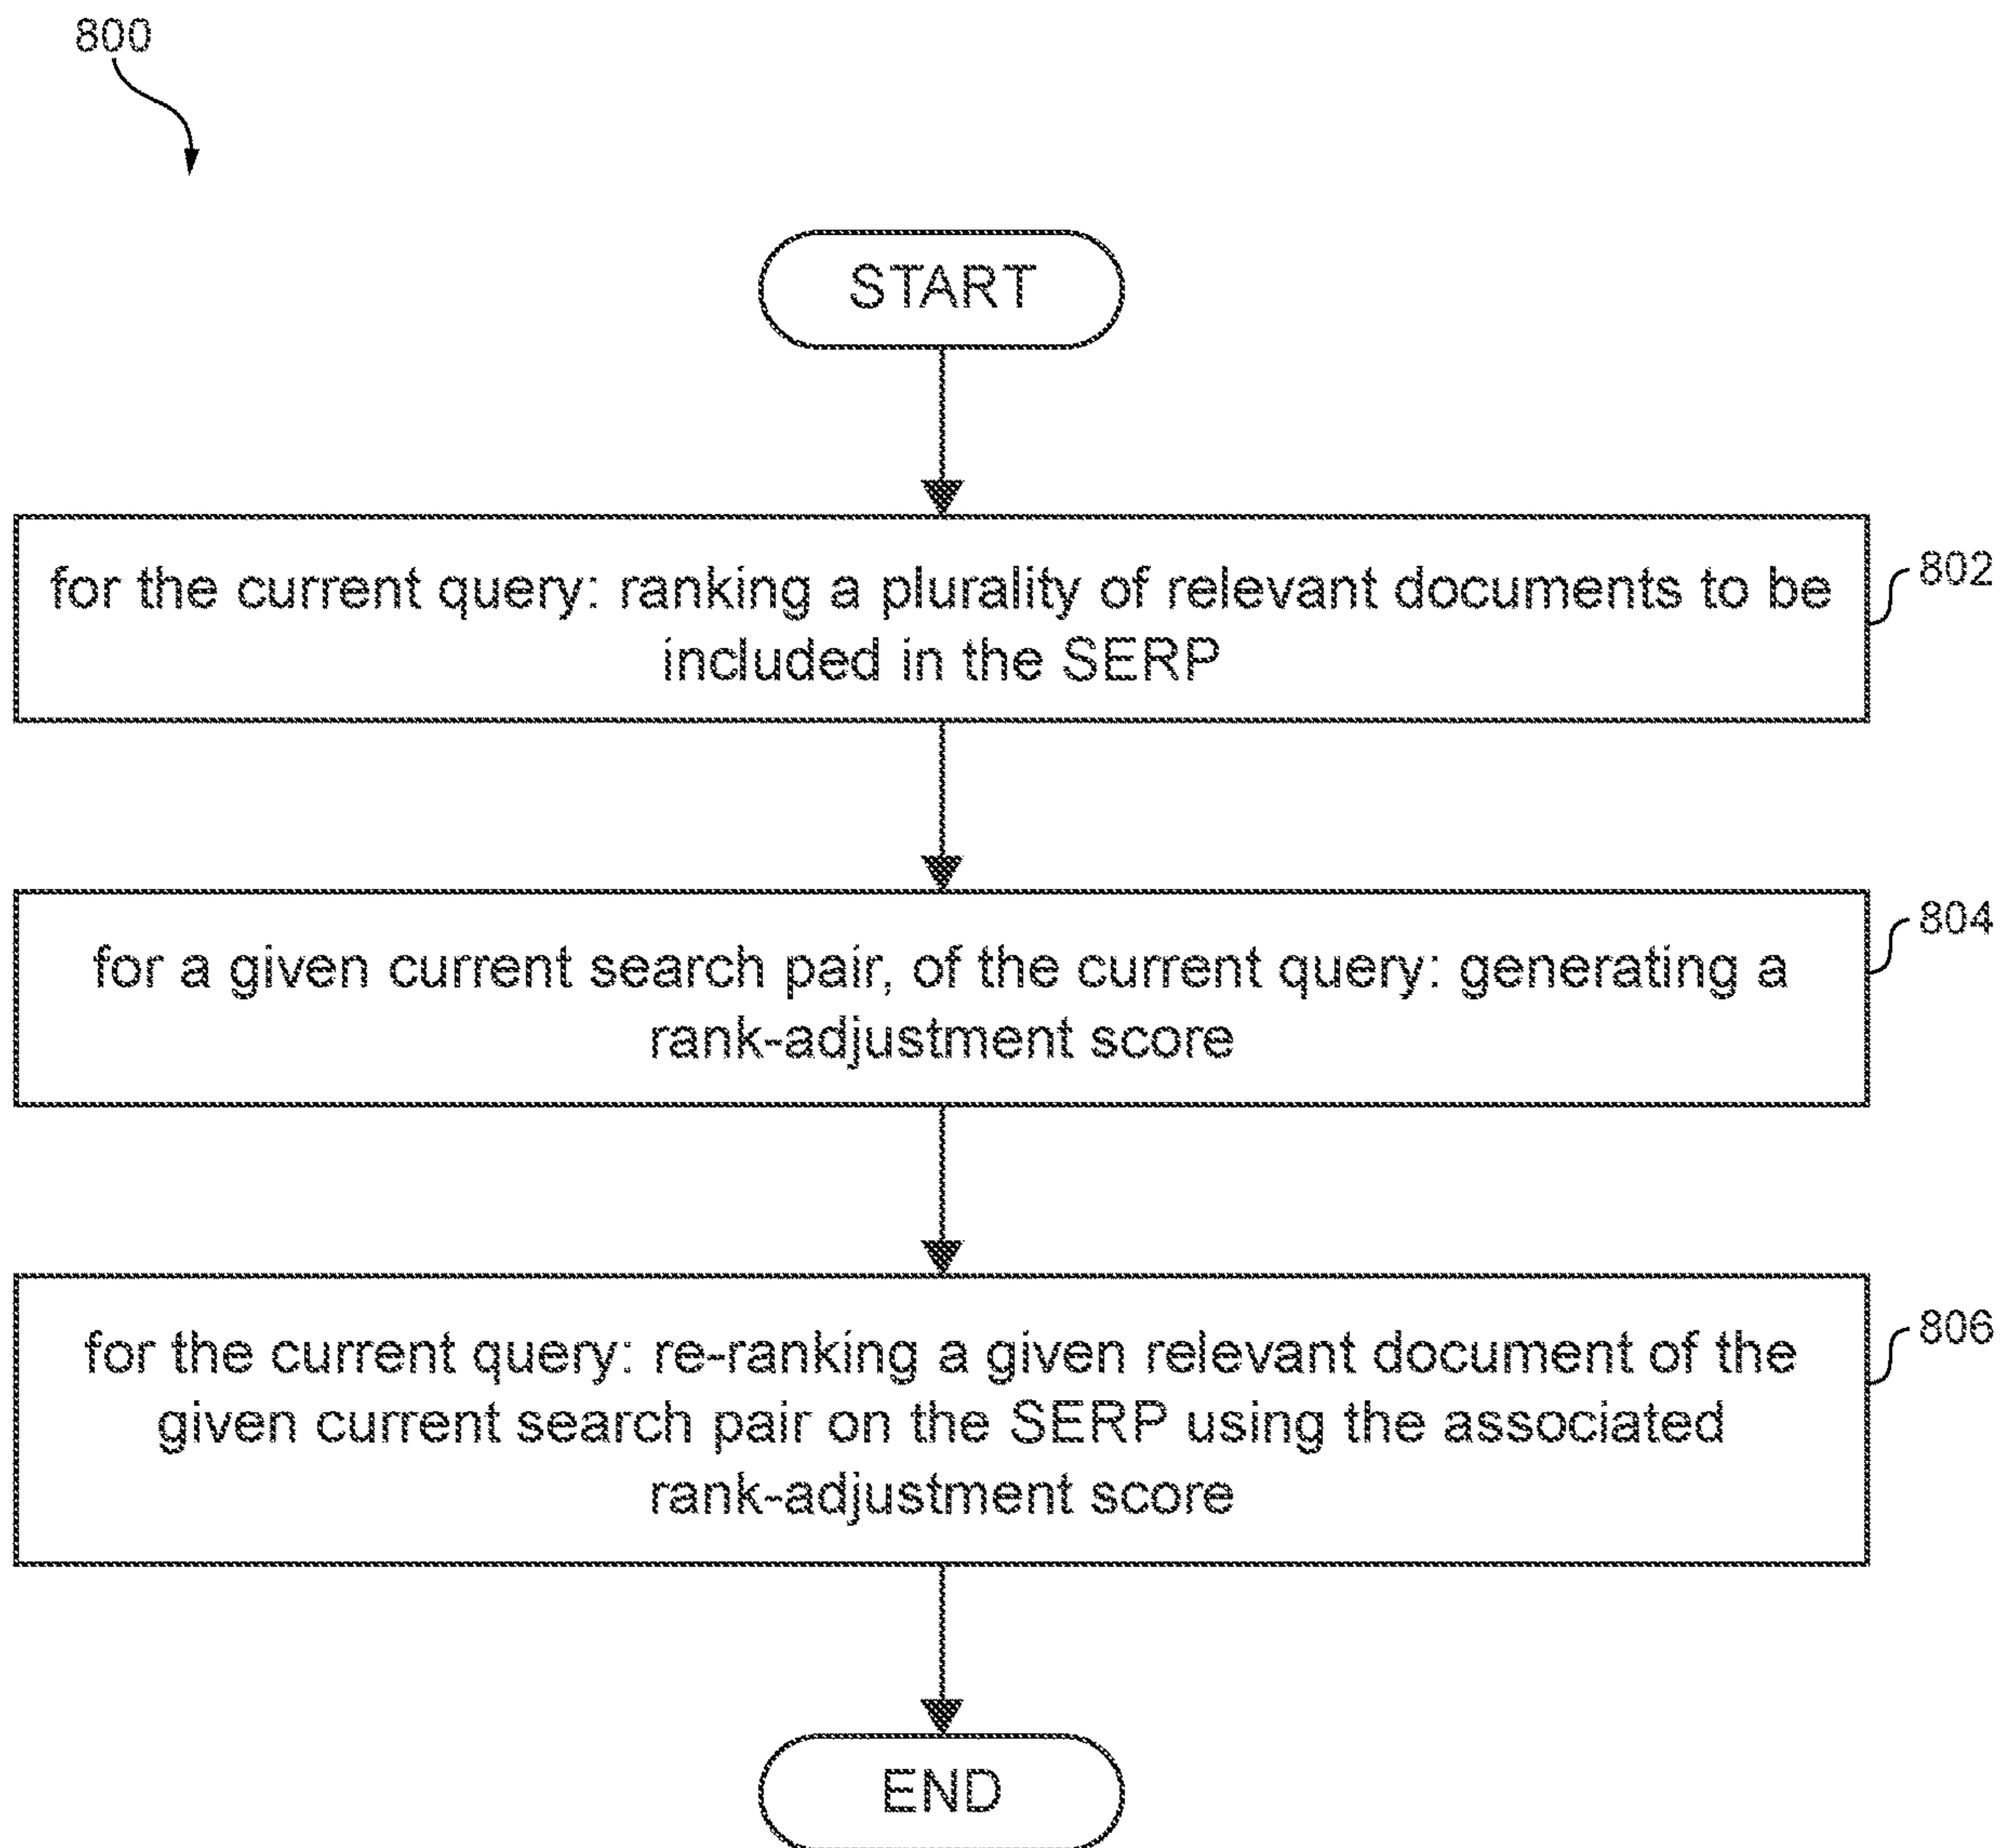 800
START
for the current query: ranking a plurality of relevant documents to be
included in the SERP
802
for a given current search pair, of the current query: generating a
rank-adjustment score
804
for the current query: re-ranking a given relevant document of the
given current search pair on the SERP using the associated
rank-adjustment score
806
END